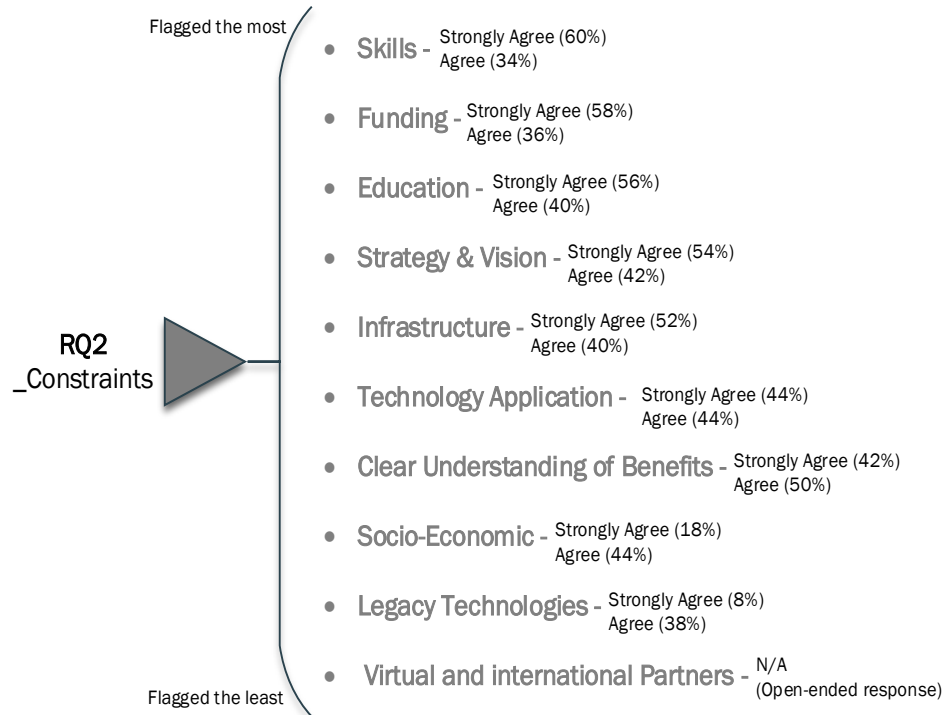 Flagged the most
• Skills - Strongly Agree (60%)
Agree (34%)
• Funding - Strongly Agree (58%)
Agree (36%)
• Education - Strongly Agree (56%)
Agree (40%)
• Strategy & Vision - Strongly Agree (54%)
Agree (42%)
• Infrastructure - Strongly Agree (52%)
Agree (40%)
RQ2
_Constraints
• Technology Application - Strongly Agree (44%)
Agree (44%)
• Clear Understanding of Benefits - Strongly Agree (42%)
Agree (50%)
• Socio-Economic - Strongly Agree (18%)
Agree (44%)
• Legacy Technologies - Strongly Agree (8%)
Agree (38%)
• Virtual and international Partners - N/A
(Open-ended response)
Flagged the least